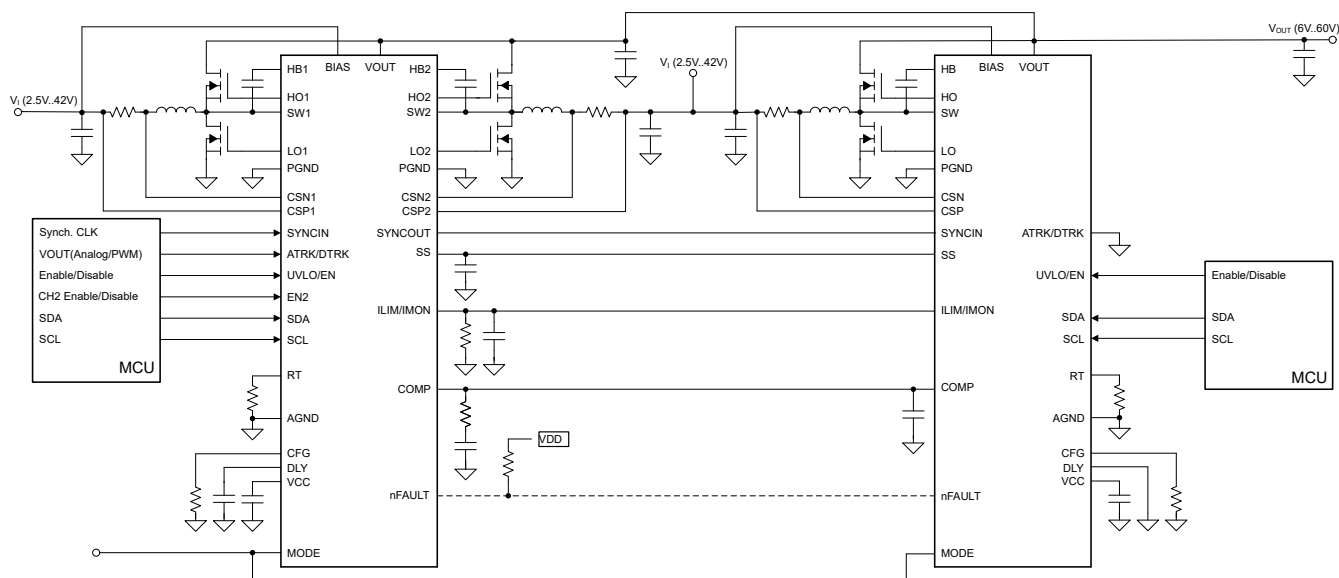 VI (2.5V..42V)
HB1
HO1
SW1
LO1
PGND
CSN1
CSP1
SYNCIN
ATRK/DTRK
UVLO/EN
EN2
SDA
SCL
RT
AGND
CFG
DLY
VCC
MODE
BIAS
VOUT
HB2
HO2
SW2
LO2
PGND
CSN2
CSP2
SYNCOUT
SS
ILIM/IMON
COMP
nFAULT
Synch. CLK
VOUT(Analog/PWM)
Enable/Disable
CH2 Enable/Disable
SDA
SCL
MCU
VDD
VI (2.5V..42V)
HB
HO
SW
LO
PGND
CSN
CSP
SYNCIN
SS
ILIM/IMON
COMP
nFAULT
MODE
BIAS
VOUT
ATRK/DTRK
UVLO/EN
SDA
SCL
RT
AGND
CFG
DLY
VCC
VOUT (6V..60V)
Enable/Disable
SDA
SCL
MCU